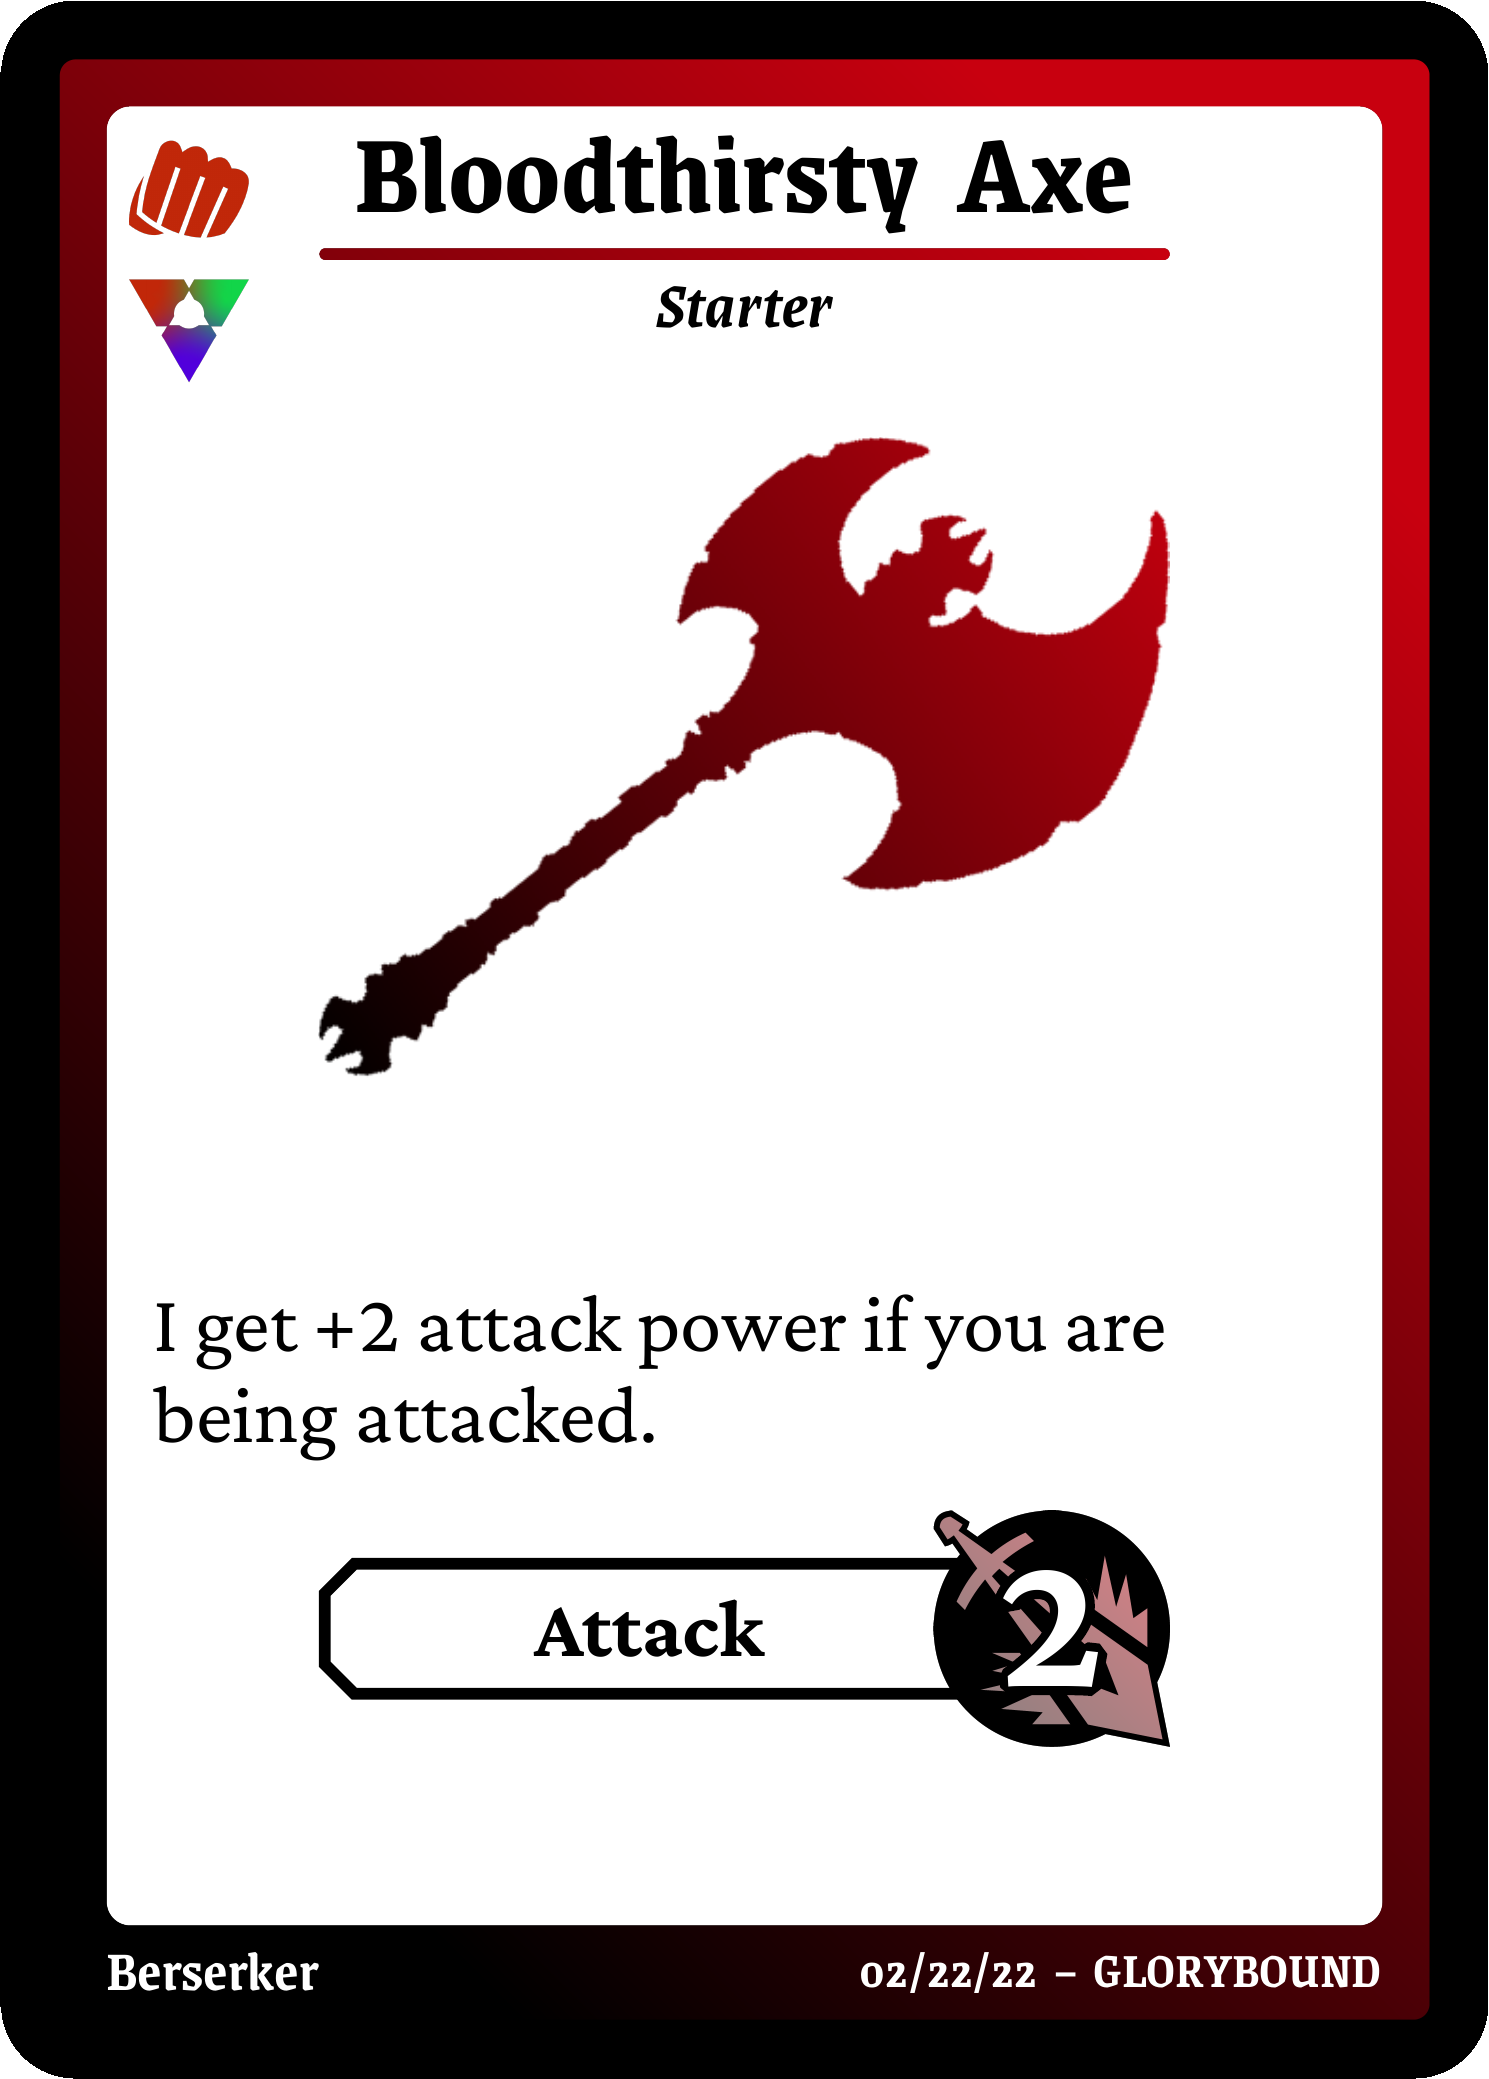 Bloodthirsty Axe
Starter
I get +2 attack power if you are
being attacked.
Attack
2
Berserker
02/22/22 – GLORYBOUND